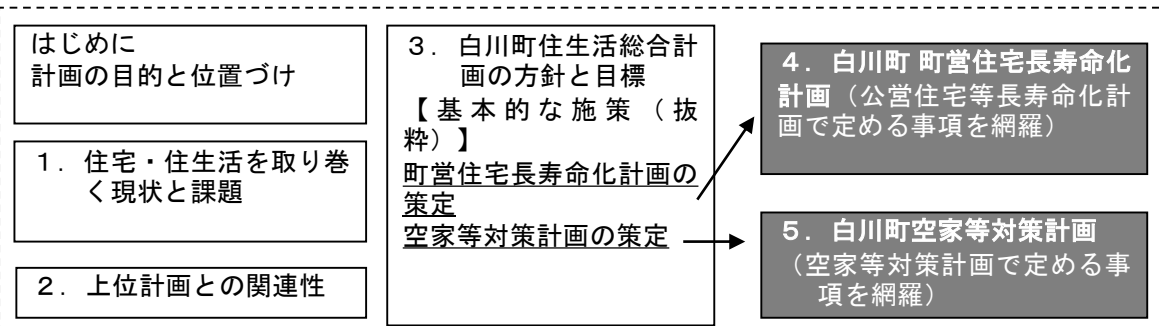 はじめに
計画の目的と位置づけ
１．住宅・住生活を取り巻
く現状と課題
２．上位計画との関連性
３．白川町住生活総合計
画の方針と目標
【基本的な施策（抜
粋）】
町営住宅長寿命化計画の
策定
空家等対策計画の策定
４．白川町 町営住宅長寿命化
計画（公営住宅等長寿命化計
画で定める事項を網羅）
５．白川町空家等対策計画
（空家等対策計画で定める事
項を網羅）